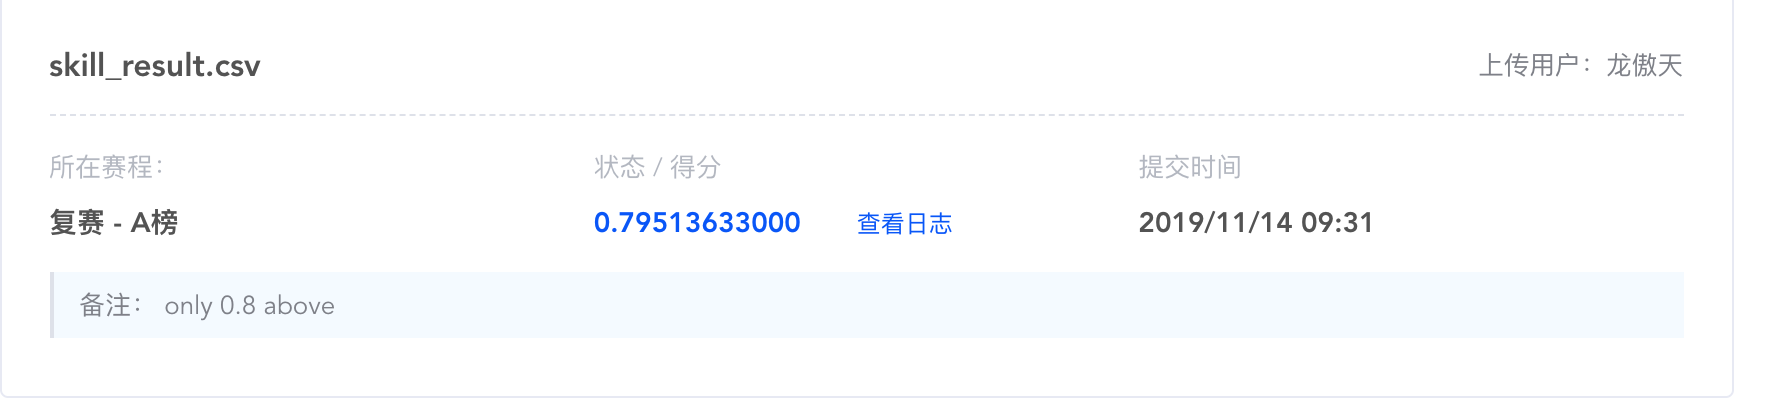 skill_result.csv
上传用户：龙傲天
所在赛程：
状态 / 得分
提交时间
复赛 - A榜
0.79513633000
查看日志
2019/11/14 09:31
备注： only 0.8 above